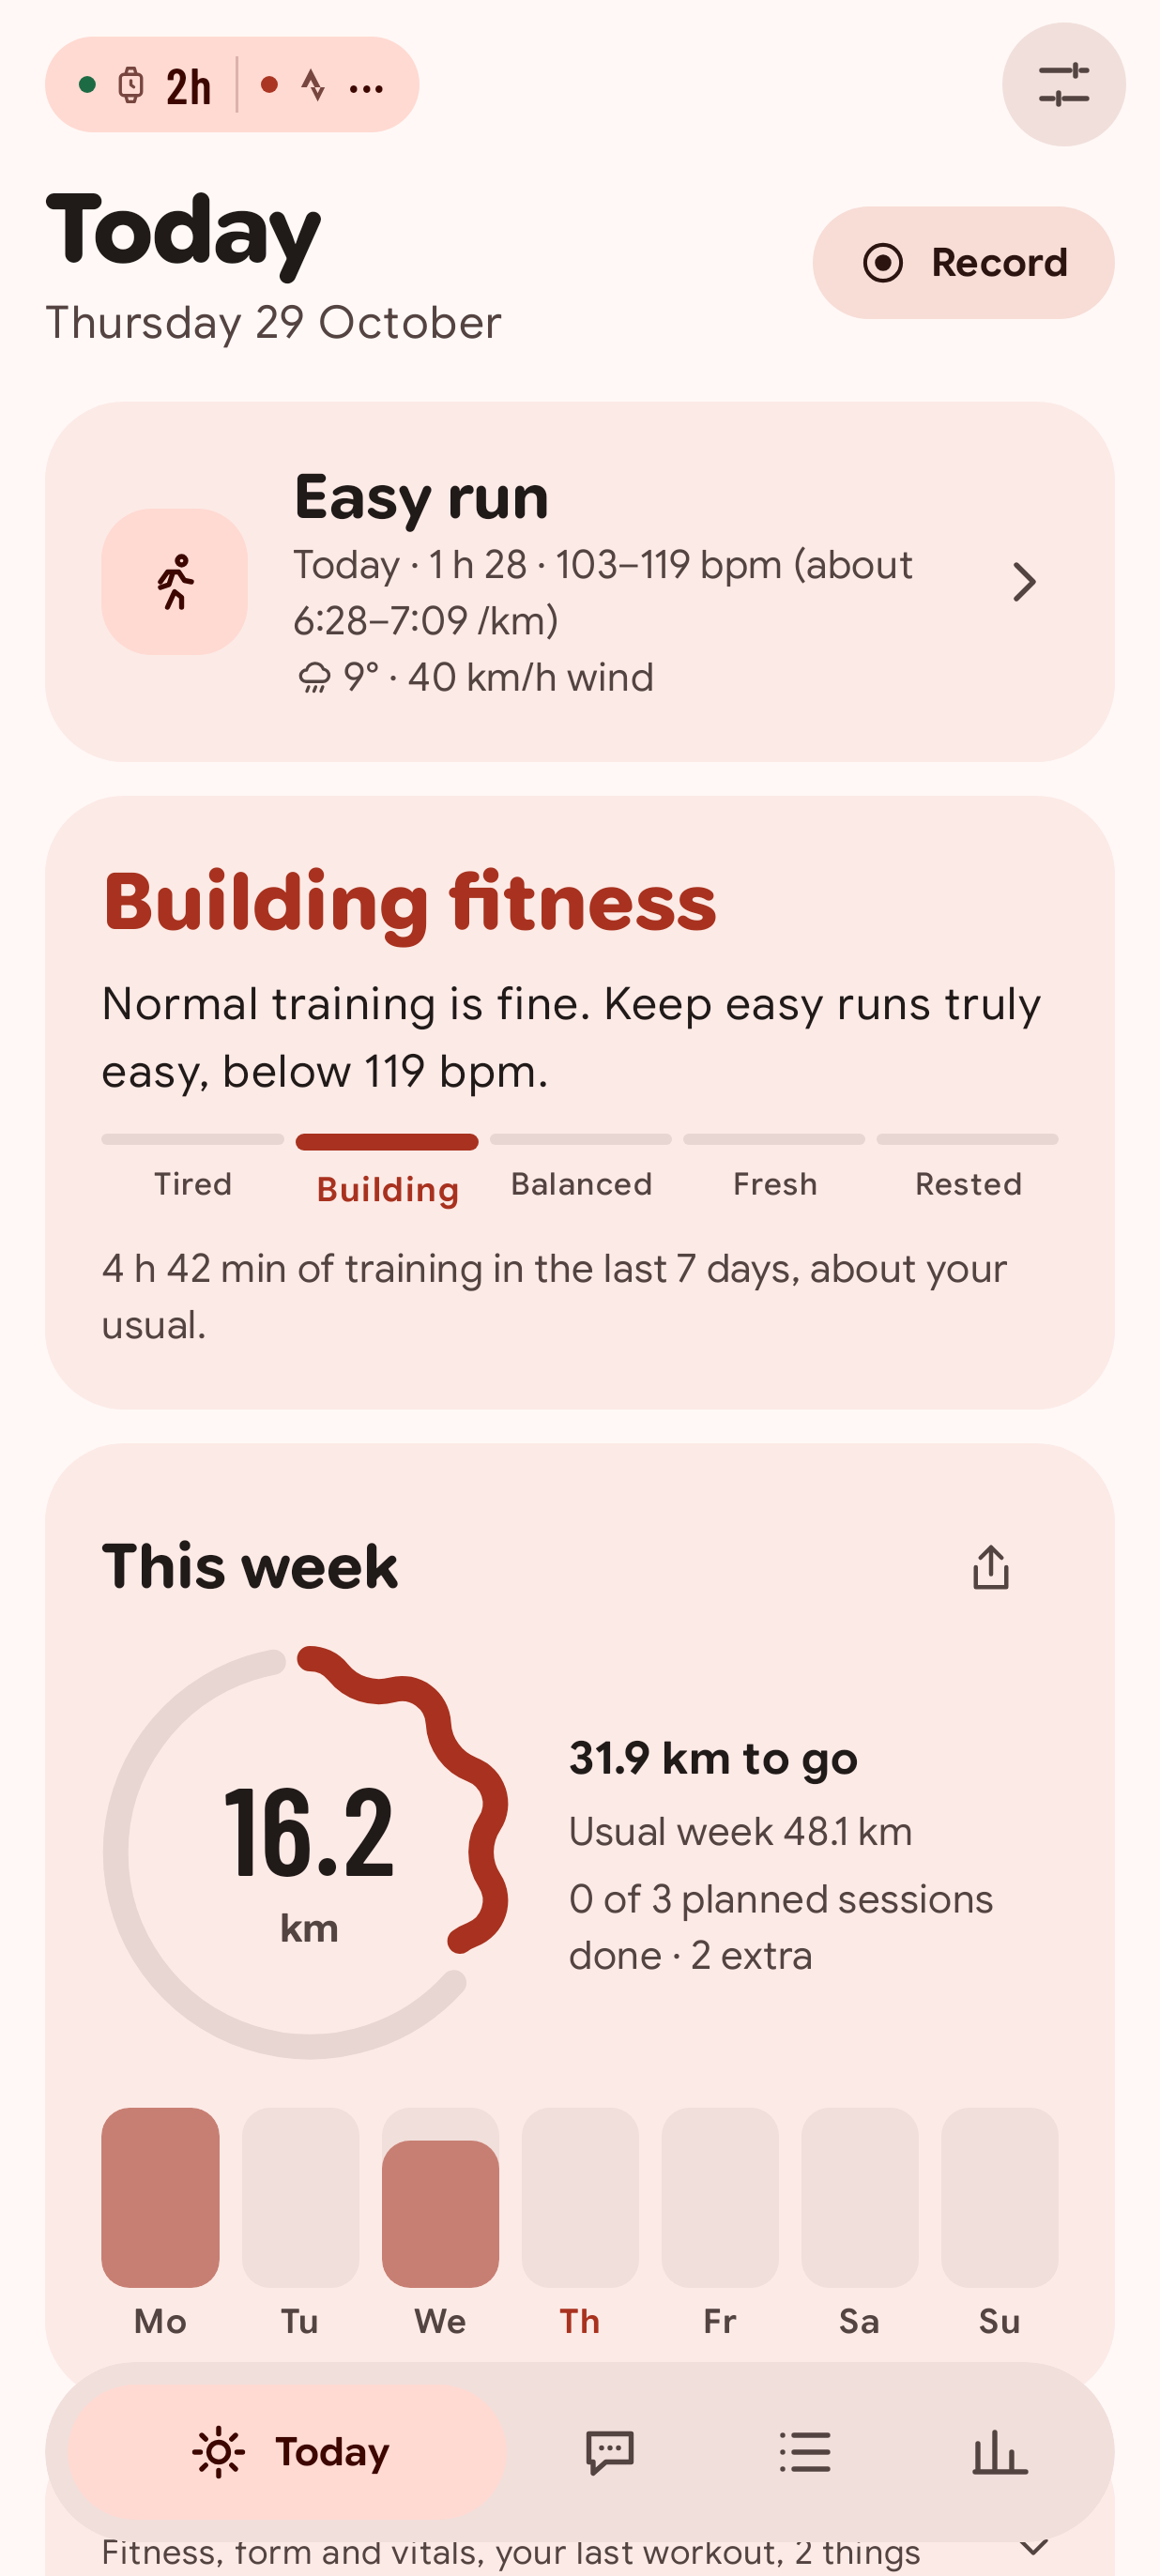 2h ...
Today
Record
Thursday 29 October
Easy run
Today · 1 h 28 · 103–119 bpm (about
6:28–7:09 /km)
9° · 40 km/h wind
Building fitness
Normal training is fine. Keep easy runs truly
easy, below 119 bpm.
Tired Building Balanced Fresh Rested
4 h 42 min of training in the last 7 days, about your
usual.
This week
16.2
km
31.9 km to go
Usual week 48.1 km
0 of 3 planned sessions
done · 2 extra
Mo Tu We Th Fr Sa Su
Today
Fitness, form and vitals, your last workout, 2 things